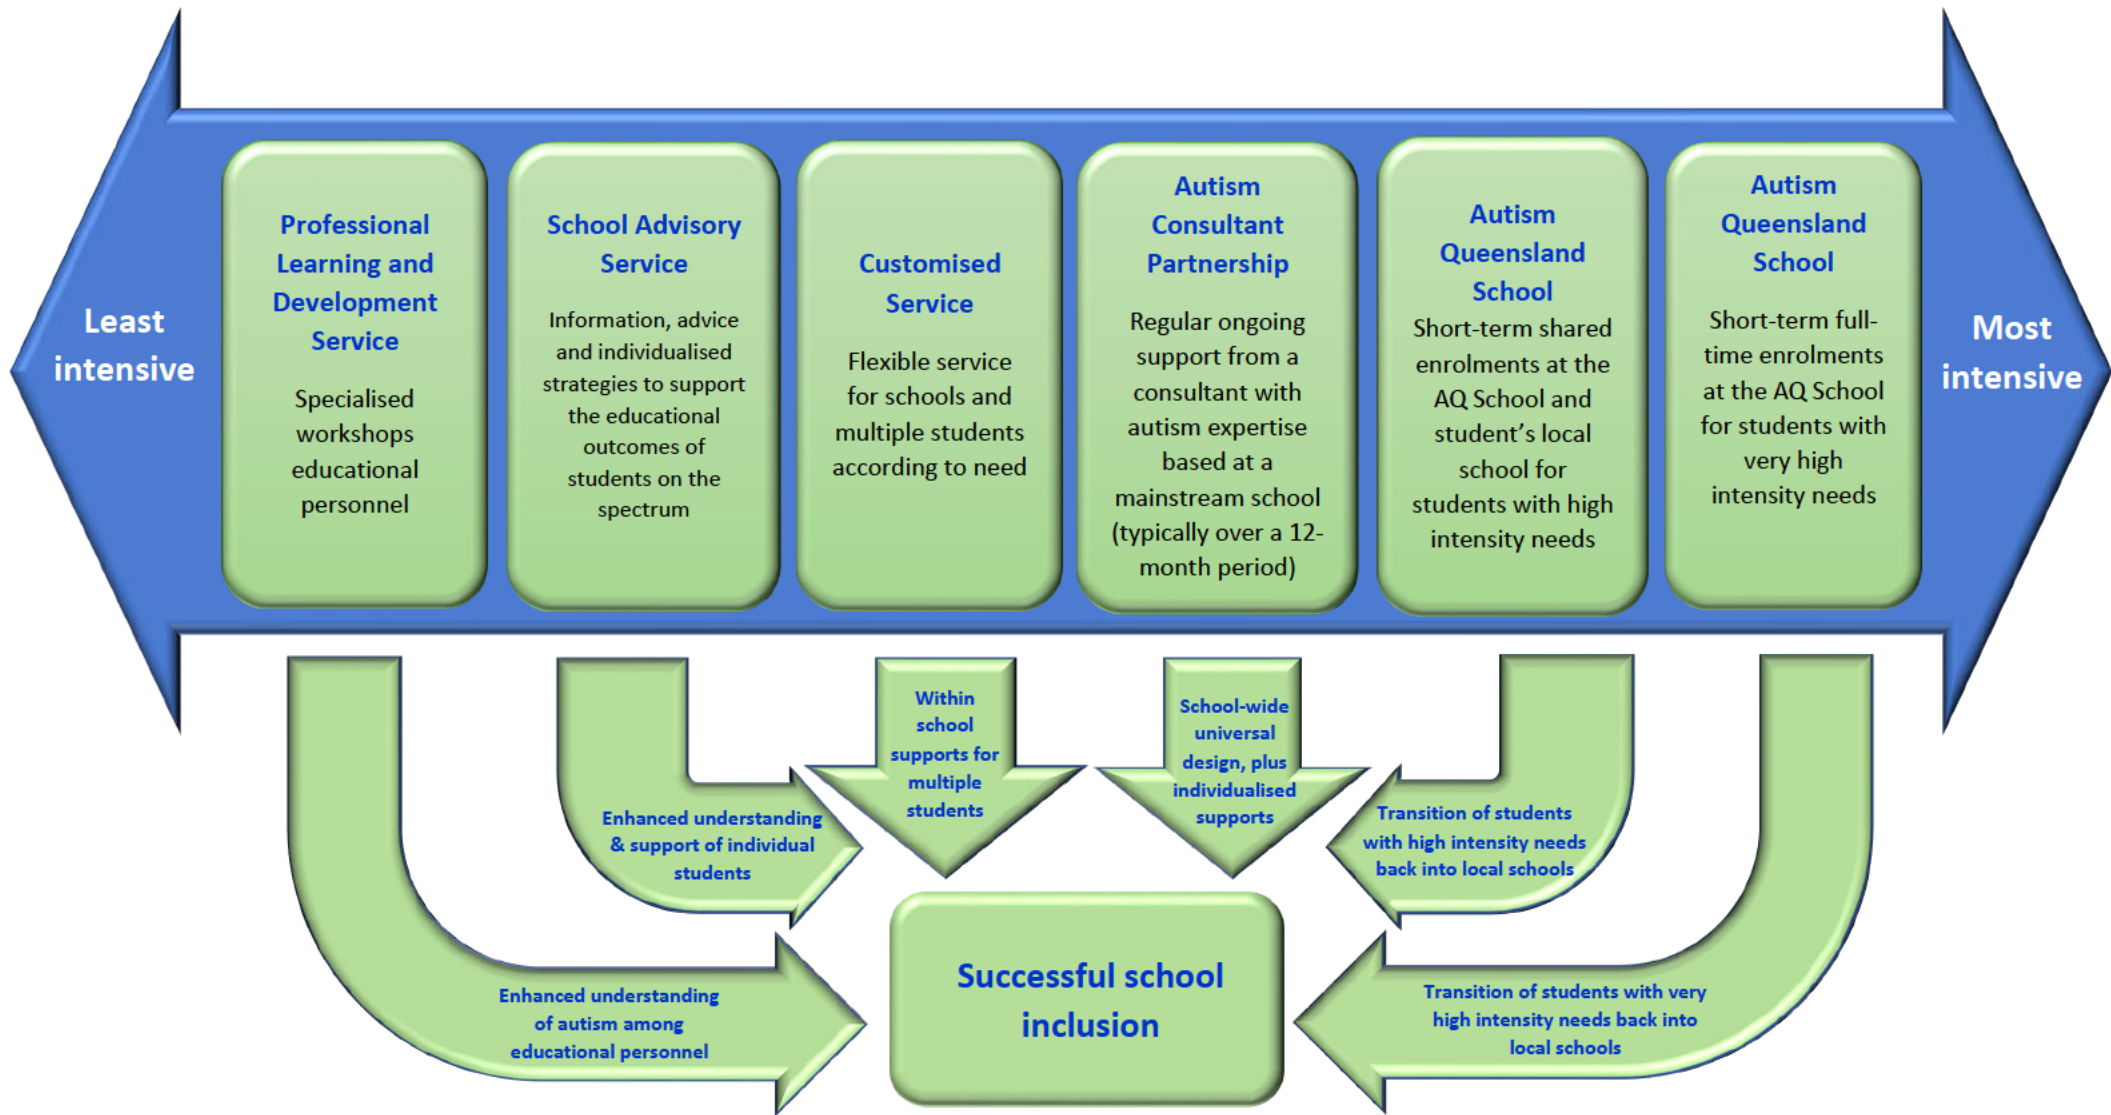 Least
intensive
Professional
Learning and
Development
Service
Specialised
workshops
educational
personnel
School Advisory
Service
Information, advice
and individualised
strategies to support
the educational
outcomes of
students on the
spectrum
Customised
Service
Flexible service
for schools and
multiple students
according to need
Autism
Consultant
Partnership
Regular ongoing
support from a
consultant with
autism expertise
based at a
mainstream school
(typically over a 12-
month period)
Autism
Queensland
School
Short-term shared
enrolments at the
AQ School and
student’s local
school for
students with high
intensity needs
Autism
Queensland
School
Short-term full-
time enrolments
at the AQ School
for students with
very high
intensity needs
Most
intensive
Enhanced understanding
of autism among
educational personnel
Enhanced understanding
& support of individual
students
Within
school
supports for
multiple
students
School-wide
universal
design, plus
individualised
supports
Transition of students
with high intensity needs
back into local schools
Transition of students with very
high intensity needs back into
local schools
Successful school
inclusion